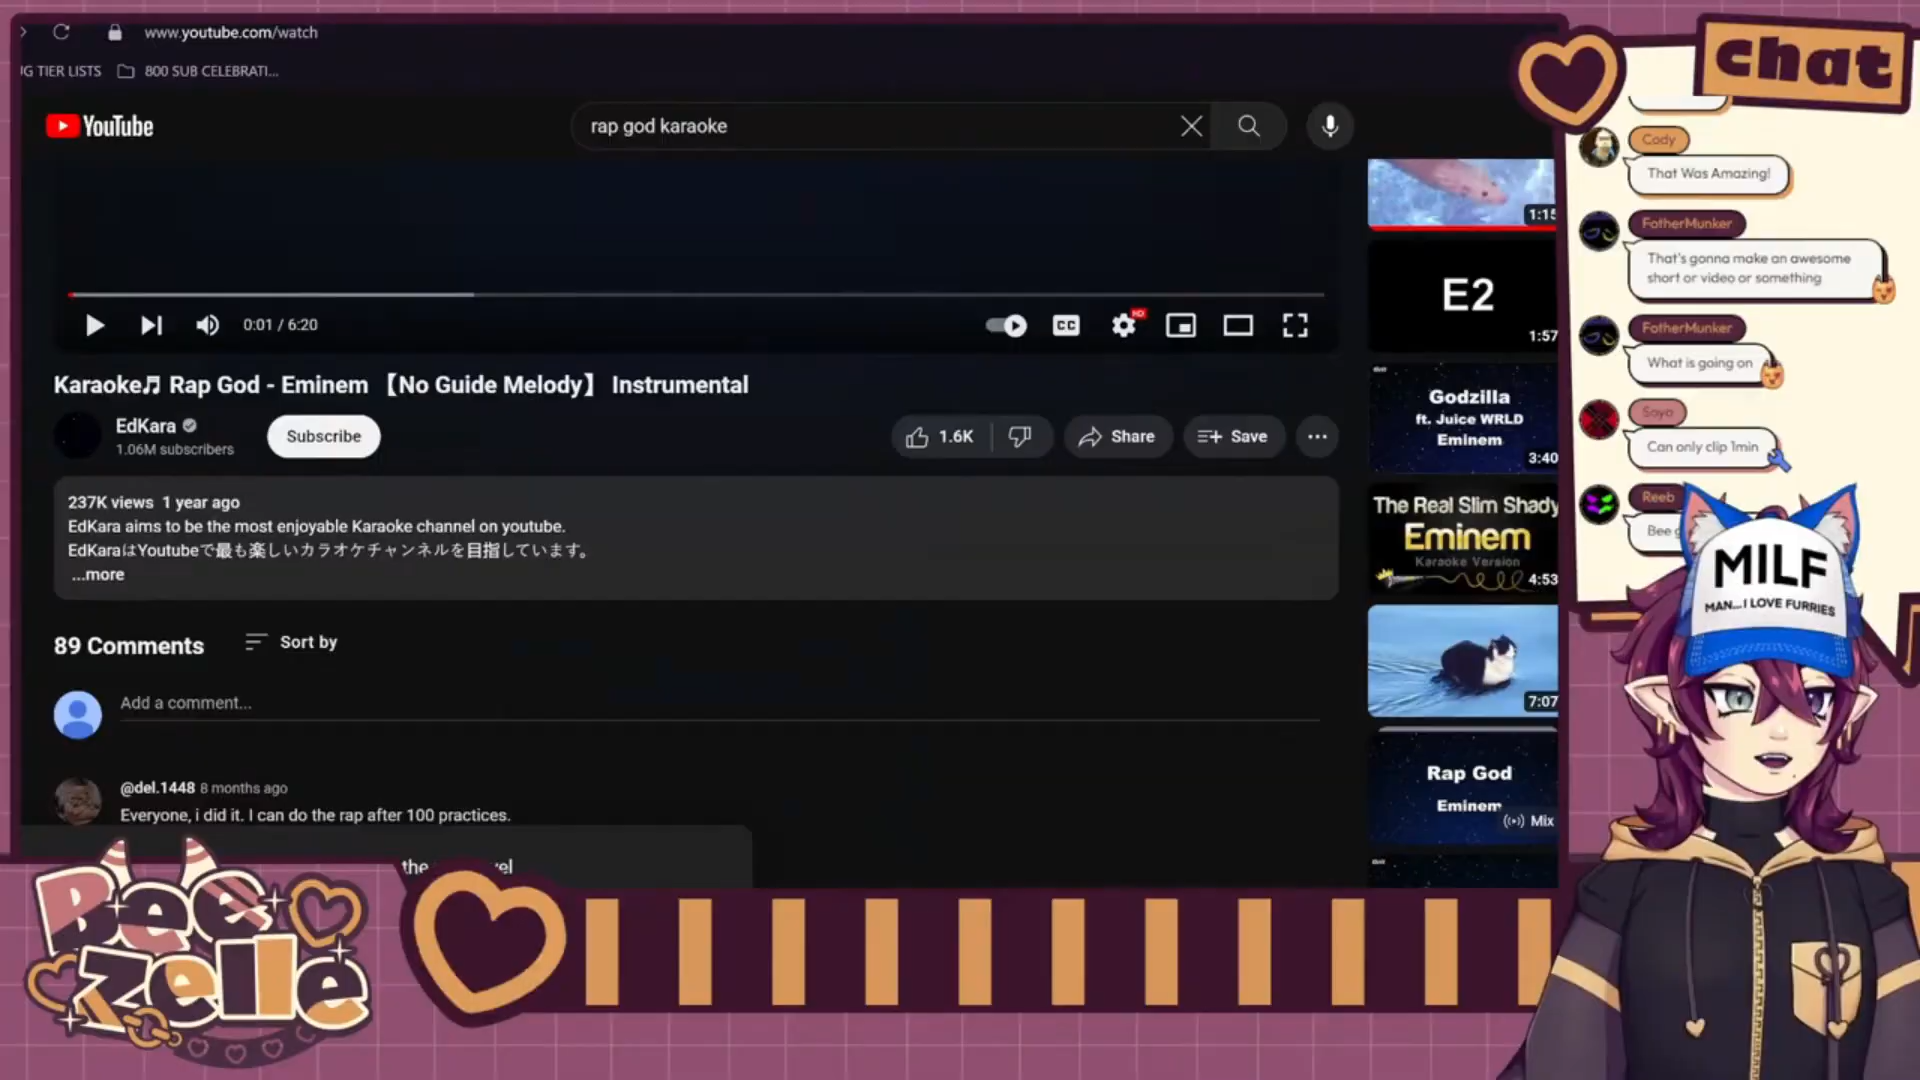 www.youtube.com/watch
G TIER LISTS
800 SUB CELEBRATI...
YouTube
rap god karaoke
0:01 / 6:20
CC
HD
Karaoke♬ Rap God - Eminem 【No Guide Melody】 Instrumental
EdKara
1.06M subscribers
Subscribe
1.6K
Share
Save
237K views 1 year ago
EdKara aims to be the most enjoyable Karaoke channel on youtube.
EdKaraはYoutubeで最も楽しいカラオケチャンネルを目指しています。
...more
89 Comments
Sort by
Add a comment...
@del.1448 8 months ago
Everyone, i did it. I can do the rap after 100 practices.
the
1:15
E2
1:57
Godzilla
ft. Juice WRLD
Eminem
3:40
The Real Slim Shady
Eminem
Karaoke Version
4:53
7:07
Rap God
Eminem
Mix
chat
Cody
That Was Amazing!
FotherMunker
That's gonna make an awesome
short or video or something
FotherMunker
What is going on
Soyo
Can only clip 1min
Reeb
Bee
MILF
MAN...I LOVE FURRIES
Bee
Zelle